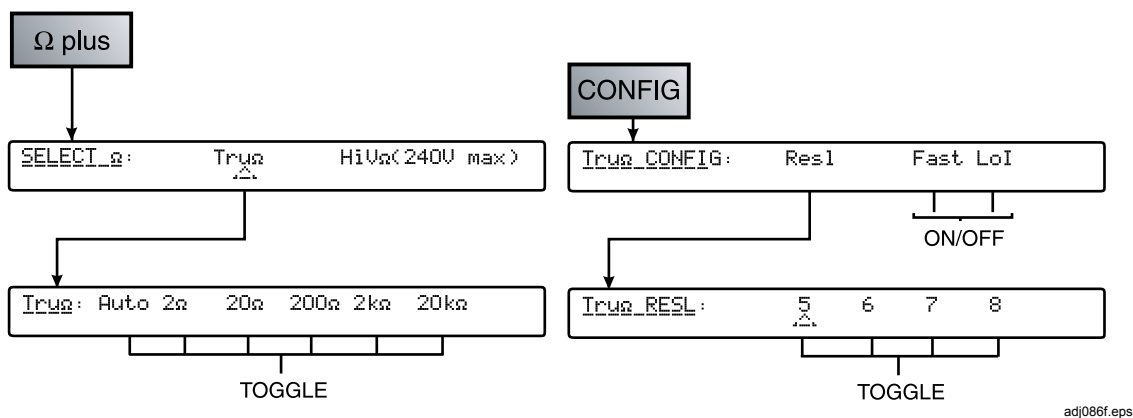 Ω plus
SELECT_Ω: TruΩ HiVΩ(240V max)
TruΩ: Auto 2Ω 20Ω 200Ω 2kΩ 20kΩ
TOGGLE
CONFIG
TruΩ_CONFIG: Resl Fast LoI
ON/OFF
TruΩ_RESL: 5 6 7 8
TOGGLE
adj086f.eps